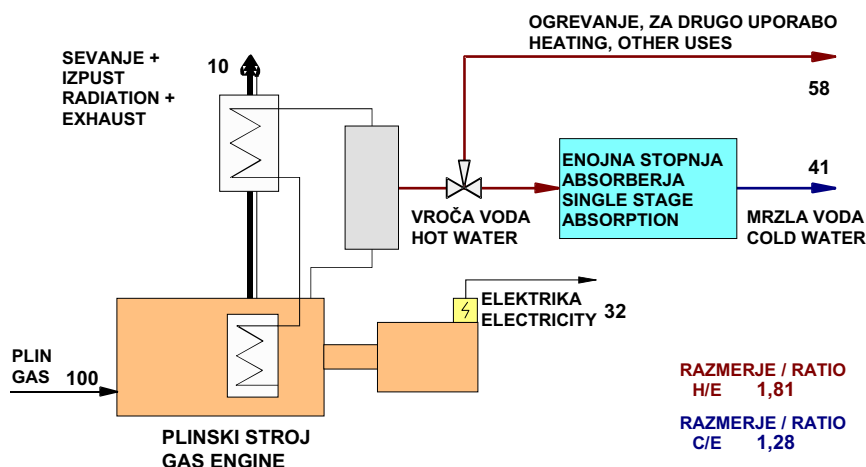 OGREVANJE, ZA DRUGO UPORABO
HEATING, OTHER USES
58
SEVANJE +
IZPUST
RADIATION +
EXHAUST
10
ENOJNA STOPNJA
ABSORBERJA
SINGLE STAGE
ABSORPTION
41
VROČA VODA
HOT WATER
MRZLA VODA
COLD WATER
ELEKTRIKA
ELECTRICITY
32
PLIN
GAS
100
PLINSKI STROJ
GAS ENGINE
RAZMERJE / RATIO
H/E 1,81
RAZMERJE / RATIO
C/E 1,28